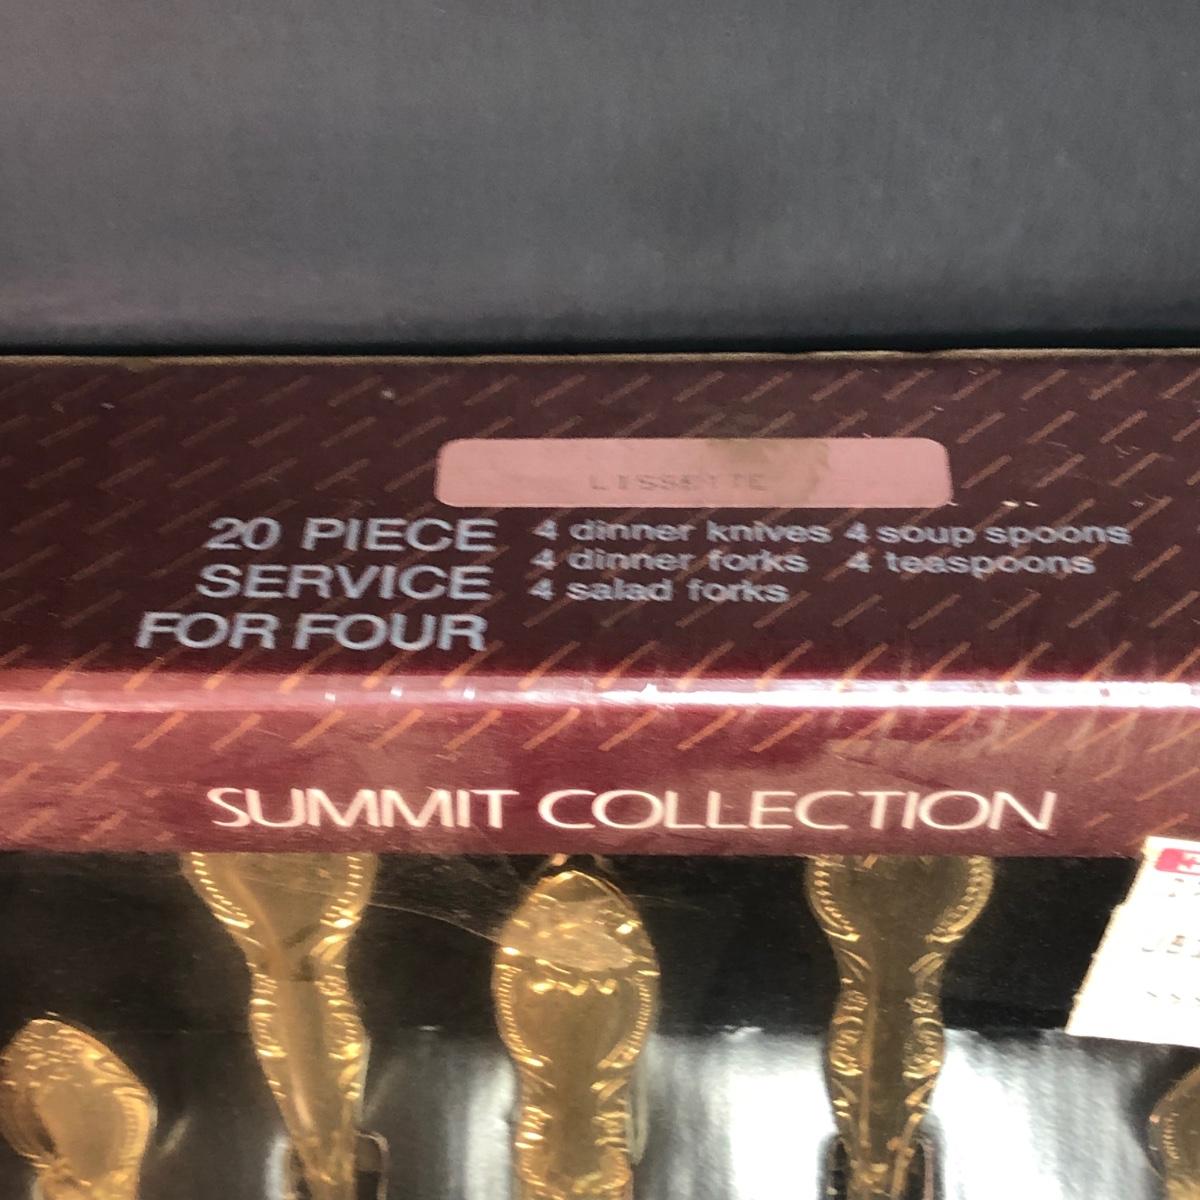 LISSETTE
20 PIECE
SERVICE
FOR FOUR
4 dinner knives 4 soup spoons
4 dinner forks 4 teaspoons
4 salad forks
SUMMIT COLLECTION